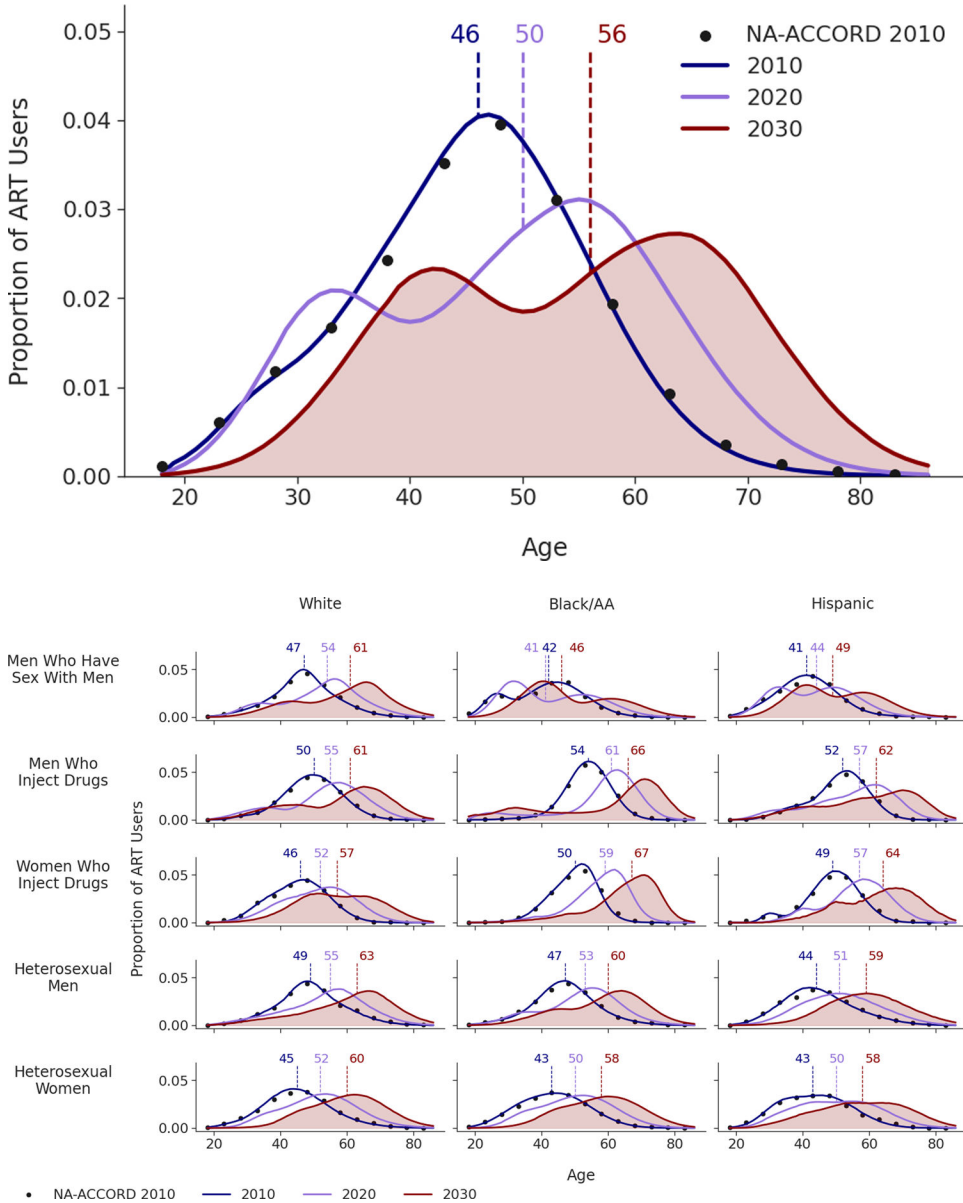 0.05
46 50 56
NA-ACCORD 2010
2010
2020
2030
0.04
0.03
0.02
0.01
0.00
Proportion of ART Users
20 30 40 50 60 70 80
Age
White Black/AA Hispanic
Men Who Have
Sex With Men
0.05
0.00
47 54 61
41 42 46
41 44 49
Men Who
Inject Drugs
0.05
0.00
50 55 61
54 61 66
52 57 62
Women Who
Inject Drugs
0.05
0.00
46 52 57
50 59 67
49 57 64
Proportion of ART Users
Heterosexual
Men
0.05
0.00
49 55 63
47 53 60
44 51 59
Heterosexual
Women
0.05
0.00
45 52 60
43 50 58
43 50 58
20 40 60 80 20 40 60 80 20 40 60 80
Age
NA-ACCORD 2010 2010 2020 2030